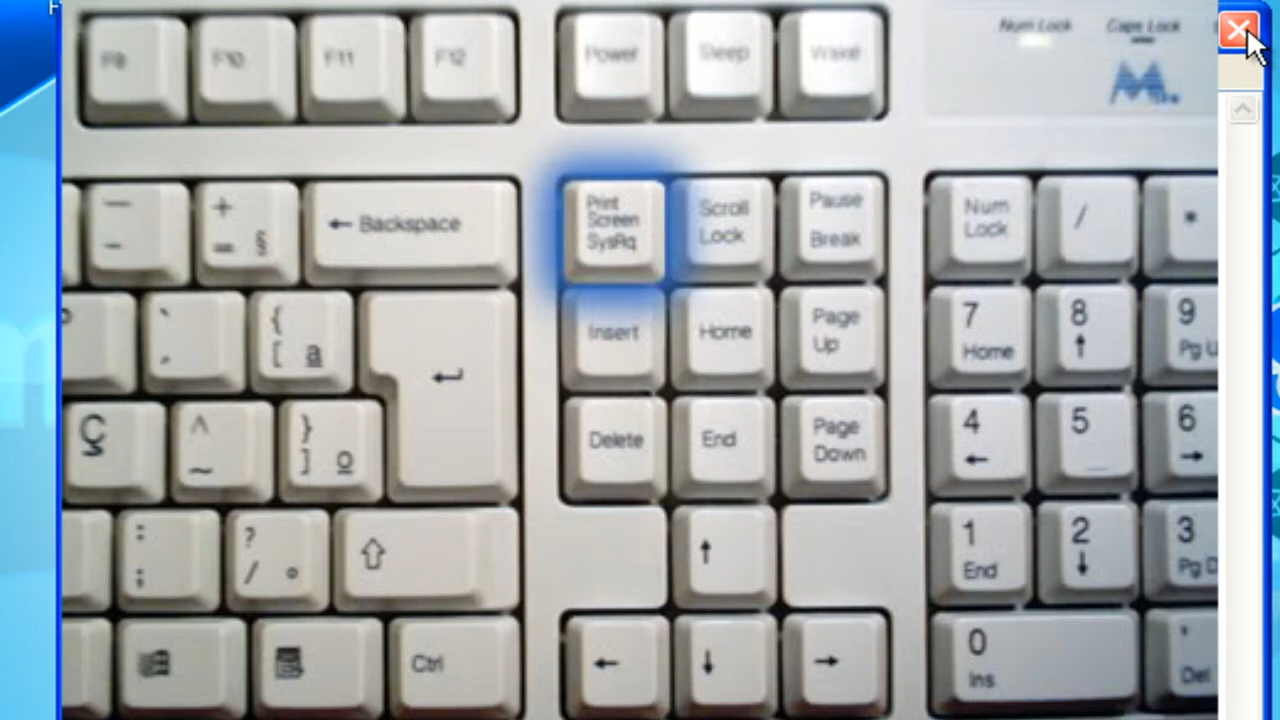 F9 F10 F11 F12 Power Sleep Wake Num Lock Caps Lock
— + ← Backspace Print Scroll Pause Num / *
– = § Screen Lock Break Lock
SysRq
` { Insert Home Page 7 8 9
´ [ ª Up Home ↑ Pg U
Ç ^ } Delete End Page 4 5 6
~ ] º Down ← →
: ? ↑ 1 2 3
; / ° End ↓ Pg D
Ctrl ← ↓ → 0
Ins Del